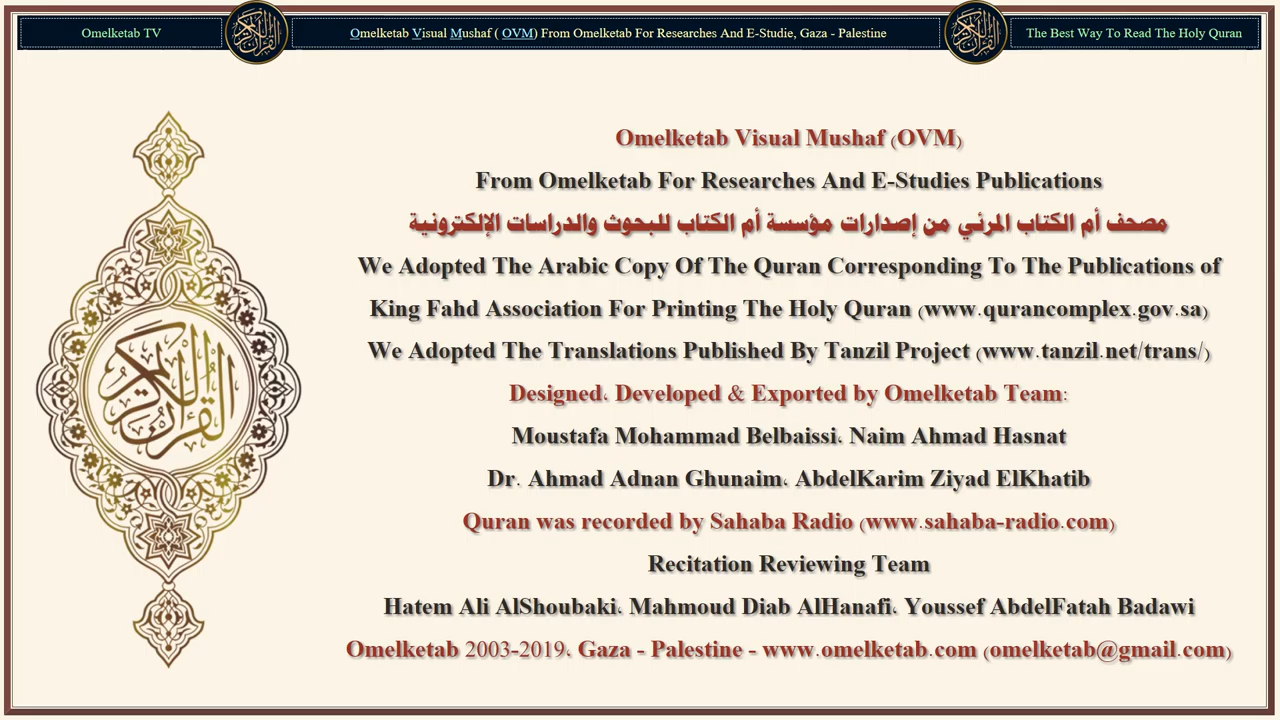 Omelketab TV
Omelketab Visual Mushaf ( OVM) From Omelketab For Researches And E-Studie, Gaza - Palestine
The Best Way To Read The Holy Quran
Omelketab Visual Mushaf (OVM)
From Omelketab For Researches And E-Studies Publications
مصحف أم الكتاب المرئي من إصدارات مؤسسة أم الكتاب للبحوث والدراسات الإلكترونية
We Adopted The Arabic Copy Of The Quran Corresponding To The Publications of
King Fahd Association For Printing The Holy Quran (www.qurancomplex.gov.sa)
We Adopted The Translations Published By Tanzil Project (www.tanzil.net/trans/)
Designed، Developed & Exported by Omelketab Team:
Moustafa Mohammad Belbaissi، Naim Ahmad Hasnat
Dr. Ahmad Adnan Ghunaim، AbdelKarim Ziyad ElKhatib
Quran was recorded by Sahaba Radio (www.sahaba-radio.com)
Recitation Reviewing Team
Hatem Ali AlShoubaki، Mahmoud Diab AlHanafi، Youssef AbdelFatah Badawi
Omelketab 2003-2019، Gaza - Palestine - www.omelketab.com (omelketab@gmail.com)
القرآن الكريم